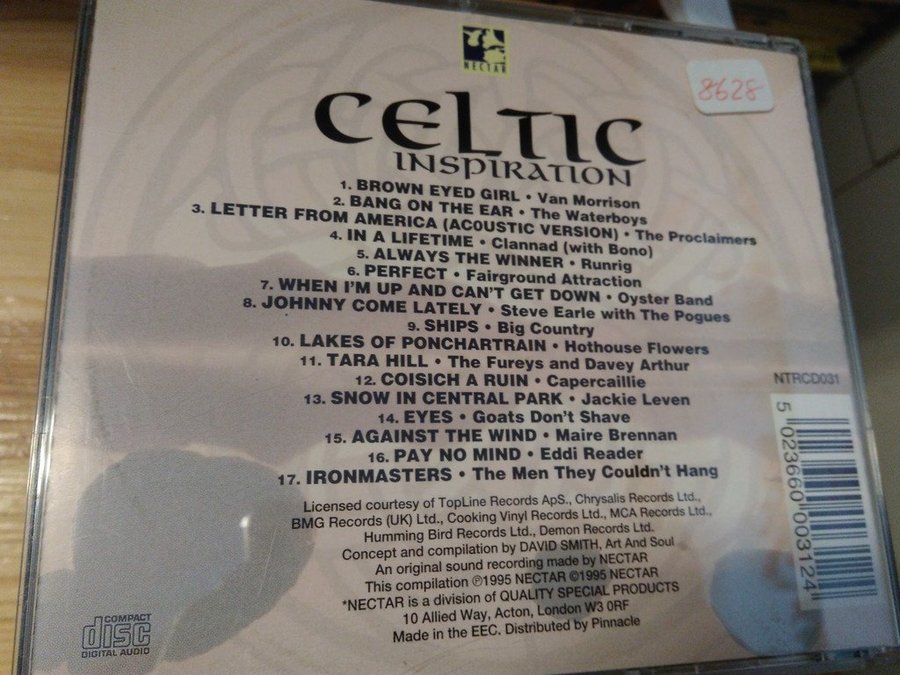 NECTAR
8628
CELTIC
INSPIRATION
1. BROWN EYED GIRL • Van Morrison
2. BANG ON THE EAR • The Waterboys
3. LETTER FROM AMERICA (ACOUSTIC VERSION) • The Proclaimers
4. IN A LIFETIME • Clannad (with Bono)
5. ALWAYS THE WINNER • Runrig
6. PERFECT • Fairground Attraction
7. WHEN I'M UP AND CAN'T GET DOWN • Oyster Band
8. JOHNNY COME LATELY • Steve Earle with The Pogues
9. SHIPS • Big Country
10. LAKES OF PONCHARTRAIN • Hothouse Flowers
11. TARA HILL • The Fureys and Davey Arthur
12. COISICH A RUIN • Capercaillie
13. SNOW IN CENTRAL PARK • Jackie Leven
14. EYES • Goats Don't Shave
15. AGAINST THE WIND • Maire Brennan
16. PAY NO MIND • Eddi Reader
17. IRONMASTERS • The Men They Couldn't Hang
Licensed courtesy of TopLine Records ApS., Chrysalis Records Ltd.,
BMG Records (UK) Ltd., Cooking Vinyl Records Ltd., MCA Records Ltd.,
Humming Bird Records Ltd., Demon Records Ltd.
Concept and compilation by DAVID SMITH, Art And Soul
An original sound recording made by NECTAR
This compilation ℗1995 NECTAR ©1995 NECTAR
*NECTAR is a division of QUALITY SPECIAL PRODUCTS
10 Allied Way, Acton, London W3 0RF
Made in the EEC. Distributed by Pinnacle
NTRCD031
5 023660 003124
COMPACT
disc
DIGITAL AUDIO